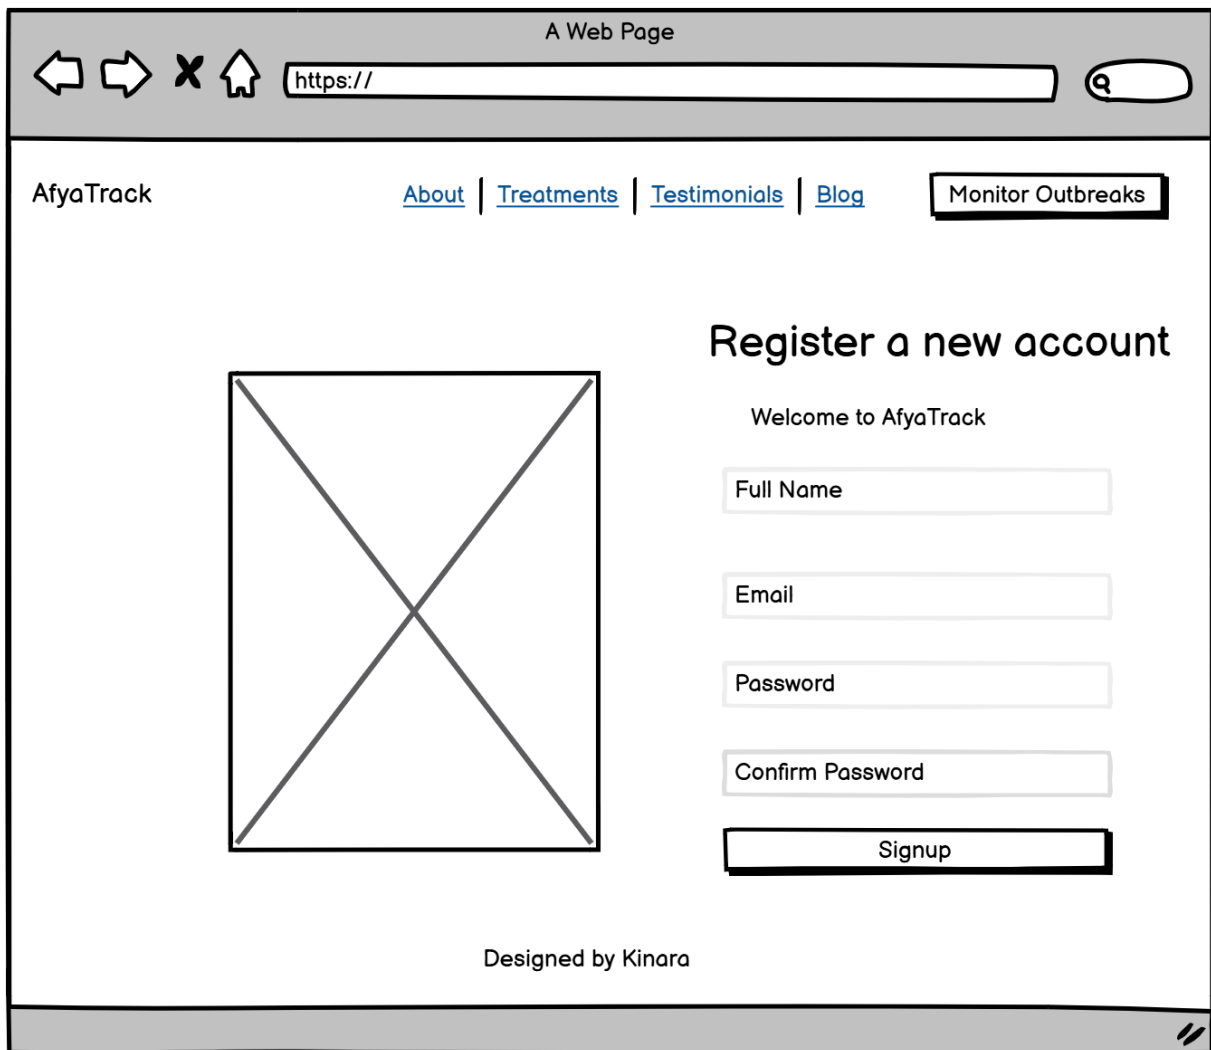 A Web Page
https://
AfyaTrack
About | Treatments | Testimonials | Blog
Monitor Outbreaks
Register a new account
Welcome to AfyaTrack
Full Name
Email
Password
Confirm Password
Signup
Designed by Kinara